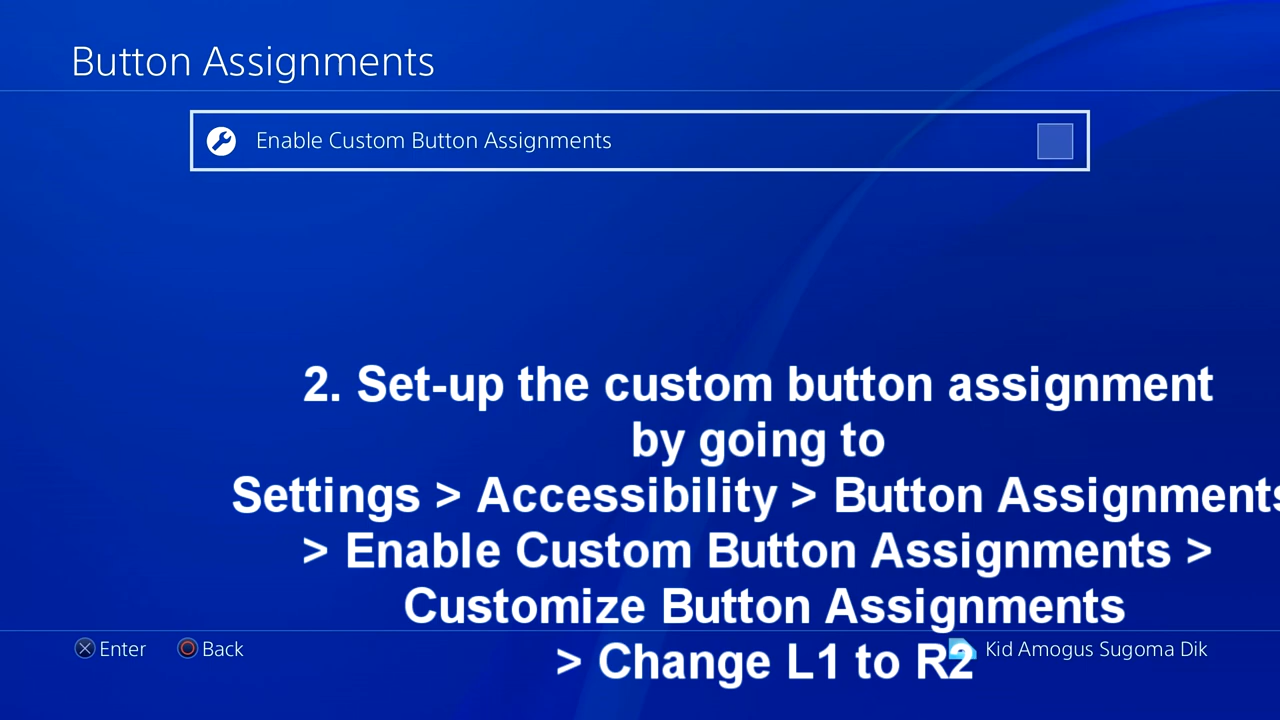 Button Assignments
Enable Custom Button Assignments
2. Set-up the custom button assignment
by going to
Settings > Accessibility > Button Assignments
> Enable Custom Button Assignments >
Customize Button Assignments
> Change L1 to R2
Enter Back Kid Amogus Sugoma Dik